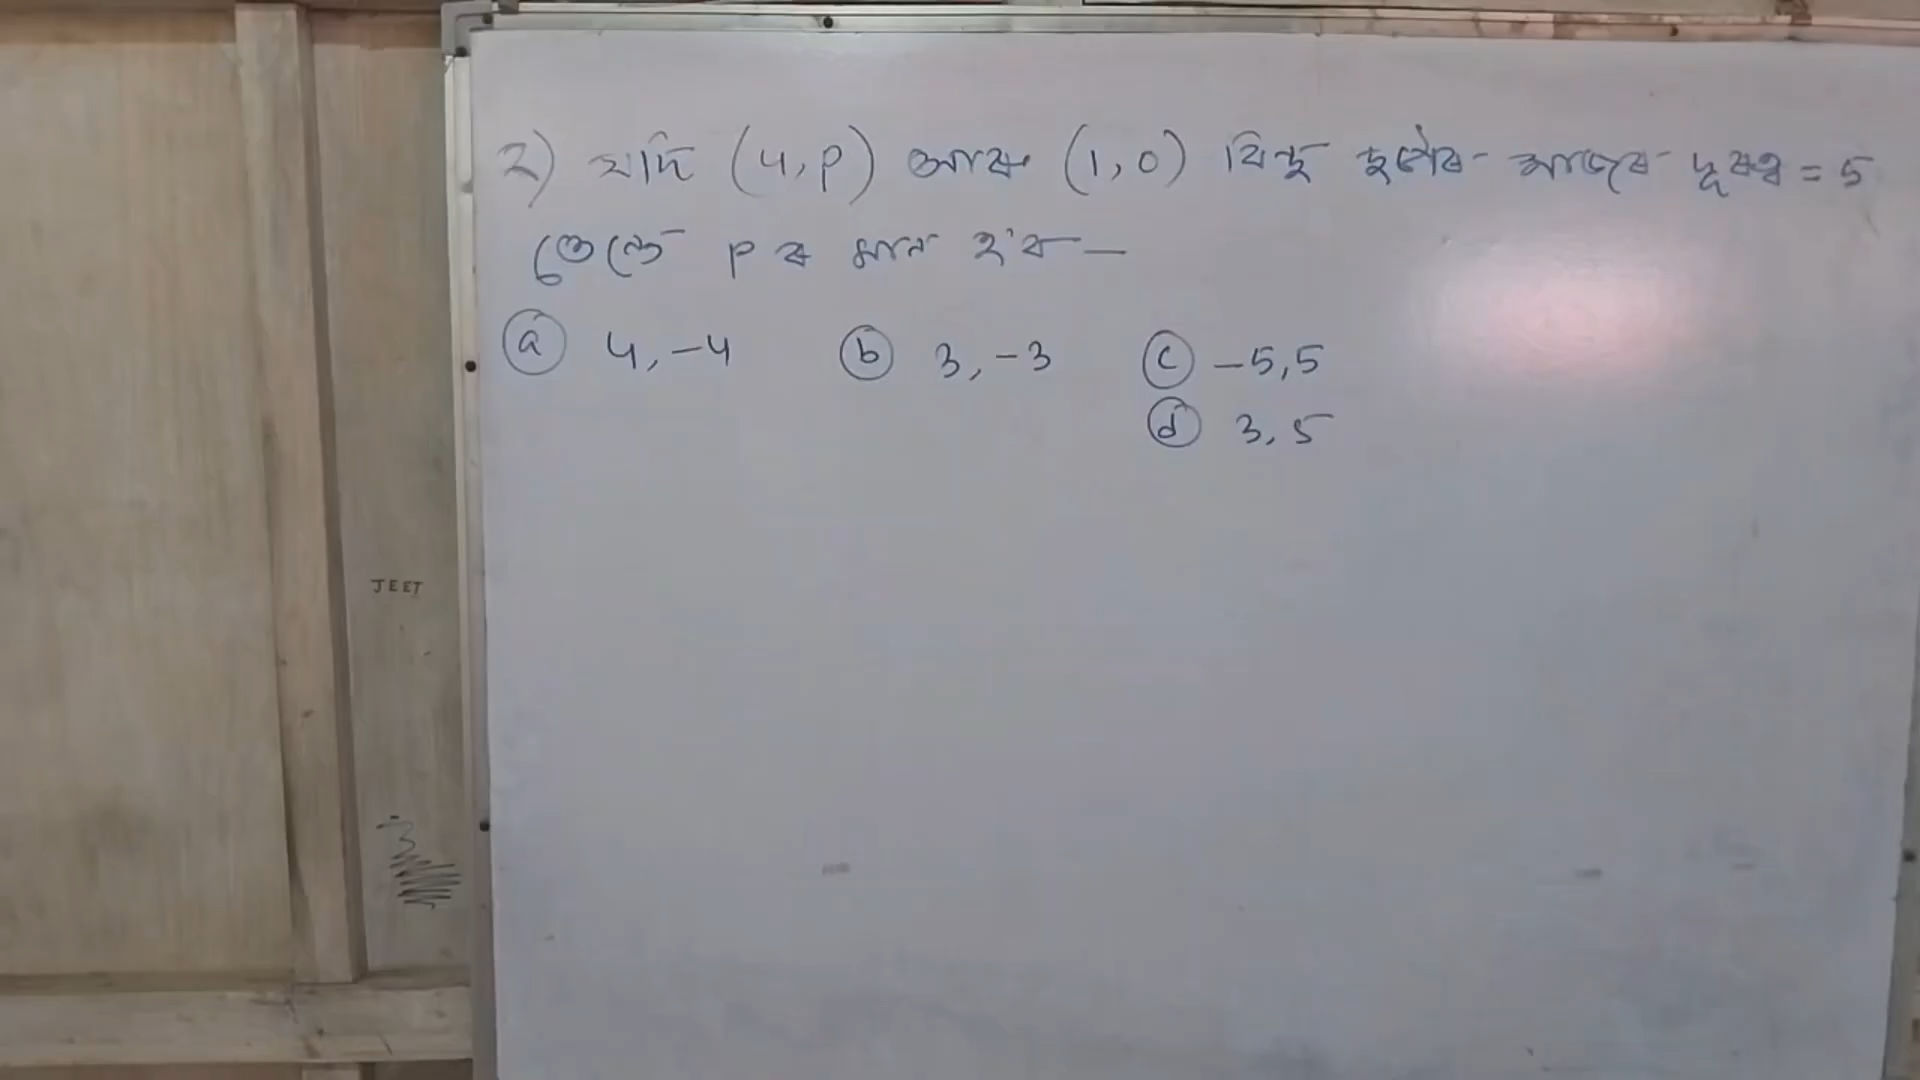 2) যদি (4, P) আৰু (1, 0) বিন্দু দুটাৰ মাজৰ দূৰত্ব = 5
তেন্তে P ৰ মান হ'ব —
(a) 4, -4 (b) 3, -3 (c) -5, 5
(d) 3, 5
JEET